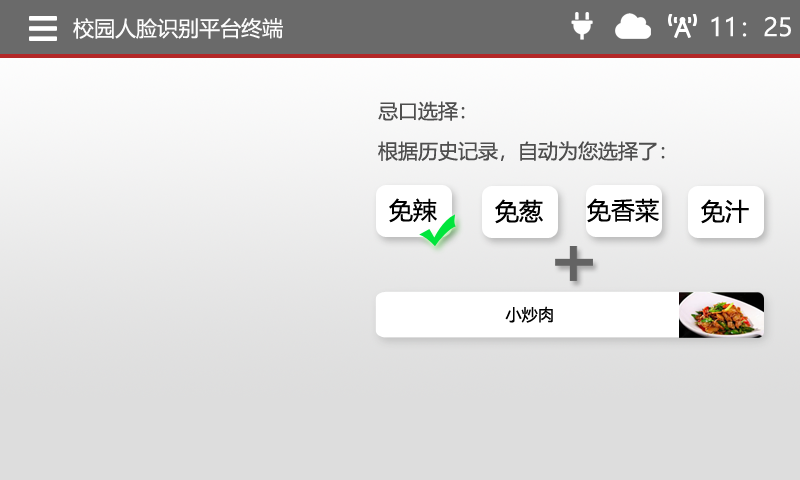 校园人脸识别平台终端 11：25
忌口选择：
根据历史记录，自动为您选择了：
免辣 免葱 免香菜 免汁
小炒肉